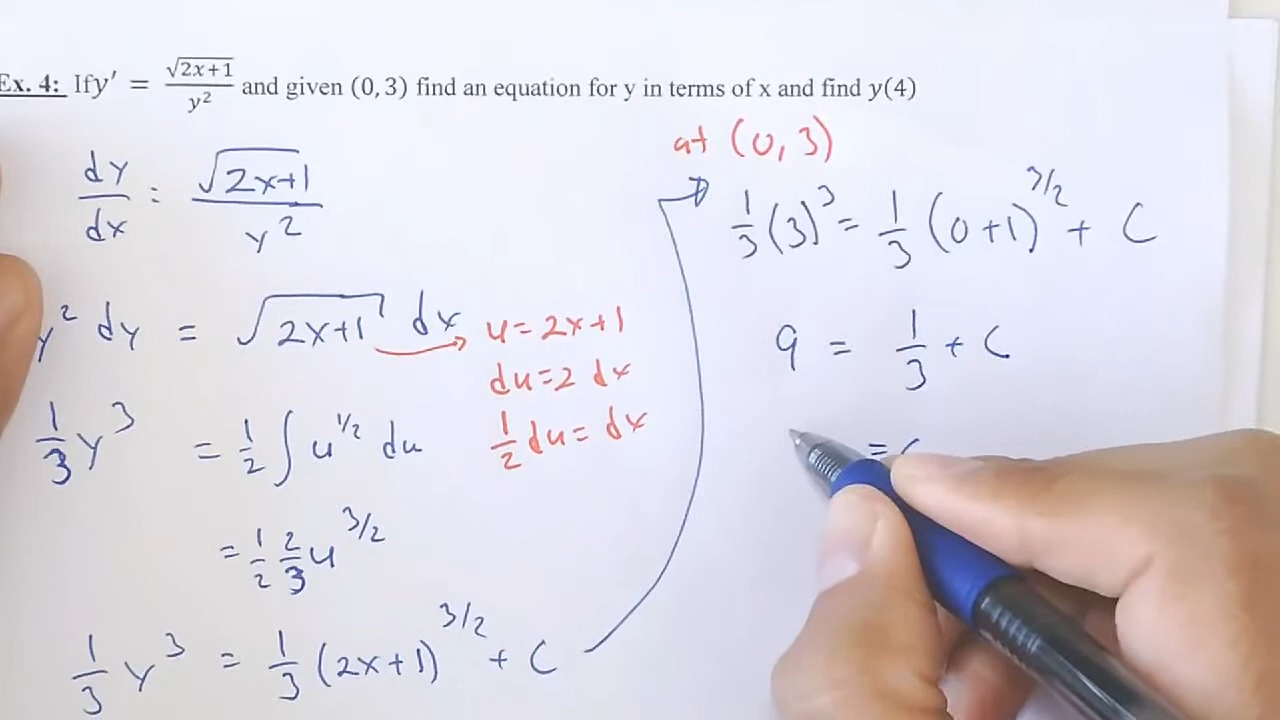 Ex. 4: Ify′ = √(2x+1)/y² and given (0, 3) find an equation for y in terms of x and find y(4)
dy/dx : √(2x+1)/y²
y² dy = √(2x+1) dx
u = 2x+1
du = 2 dx
1/3 y³ = 1/2 ∫ u^(1/2) du
1/2 du = dx
= 1/2 2/3 u^(3/2)
1/3 y³ = 1/3 (2x+1)^(3/2) + C
at (0, 3)
1/3 (3)³ = 1/3 (0+1)^(3/2) + C
9 = 1/3 + C
= C